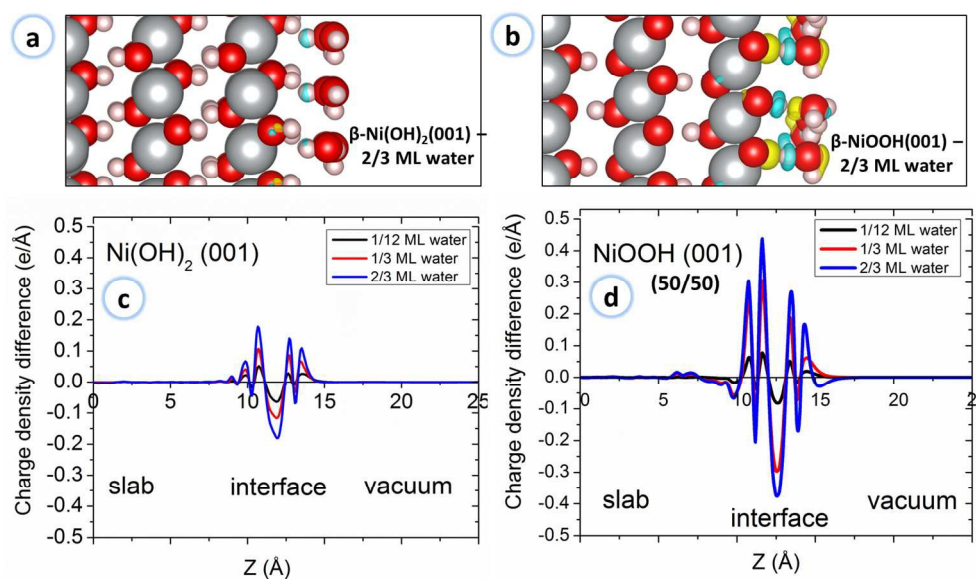 a
β-Ni(OH)₂(001) –
2/3 ML water
b
β-NiOOH(001) –
2/3 ML water
Charge density difference (e/Å)
0.5
0.4
0.3
0.2
0.1
0.0
-0.1
-0.2
-0.3
-0.4
-0.5
Ni(OH)₂ (001)
c
1/12 ML water
1/3 ML water
2/3 ML water
0 5 10 15 20 25
slab interface vacuum
Z (Å)
Charge density difference (e/Å)
0.5
0.4
0.3
0.2
0.1
0.0
-0.1
-0.2
-0.3
-0.4
-0.5
NiOOH (001)
(50/50)
d
1/12 ML water
1/3 ML water
2/3 ML water
0 5 10 15 20 2
slab interface vacuum
Z (Å)